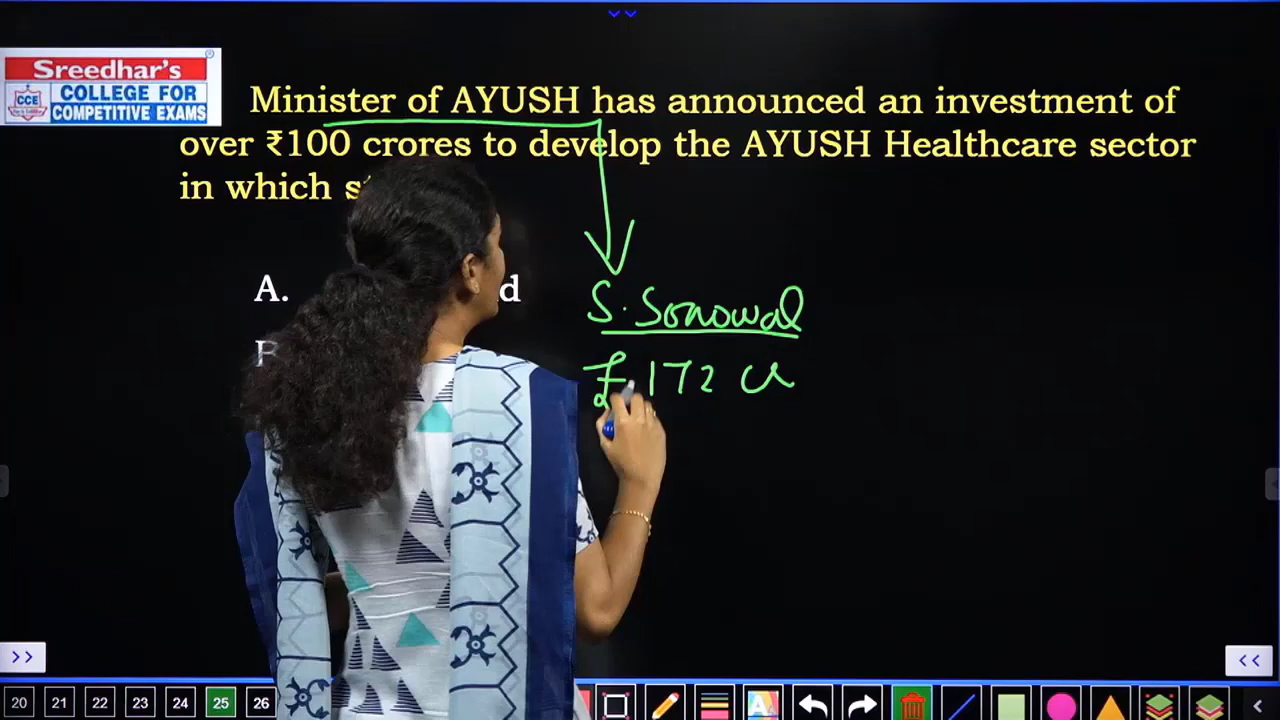 Sreedhar's
COLLEGE FOR
CCE
COMPETITIVE EXAMS
Minister of AYUSH has announced an investment of
over ₹100 crores to develop the AYUSH Healthcare sector
in which
A.
S. Sonowal
₹ 172 cr
>>
<<
20 21 22 23 24 25 26